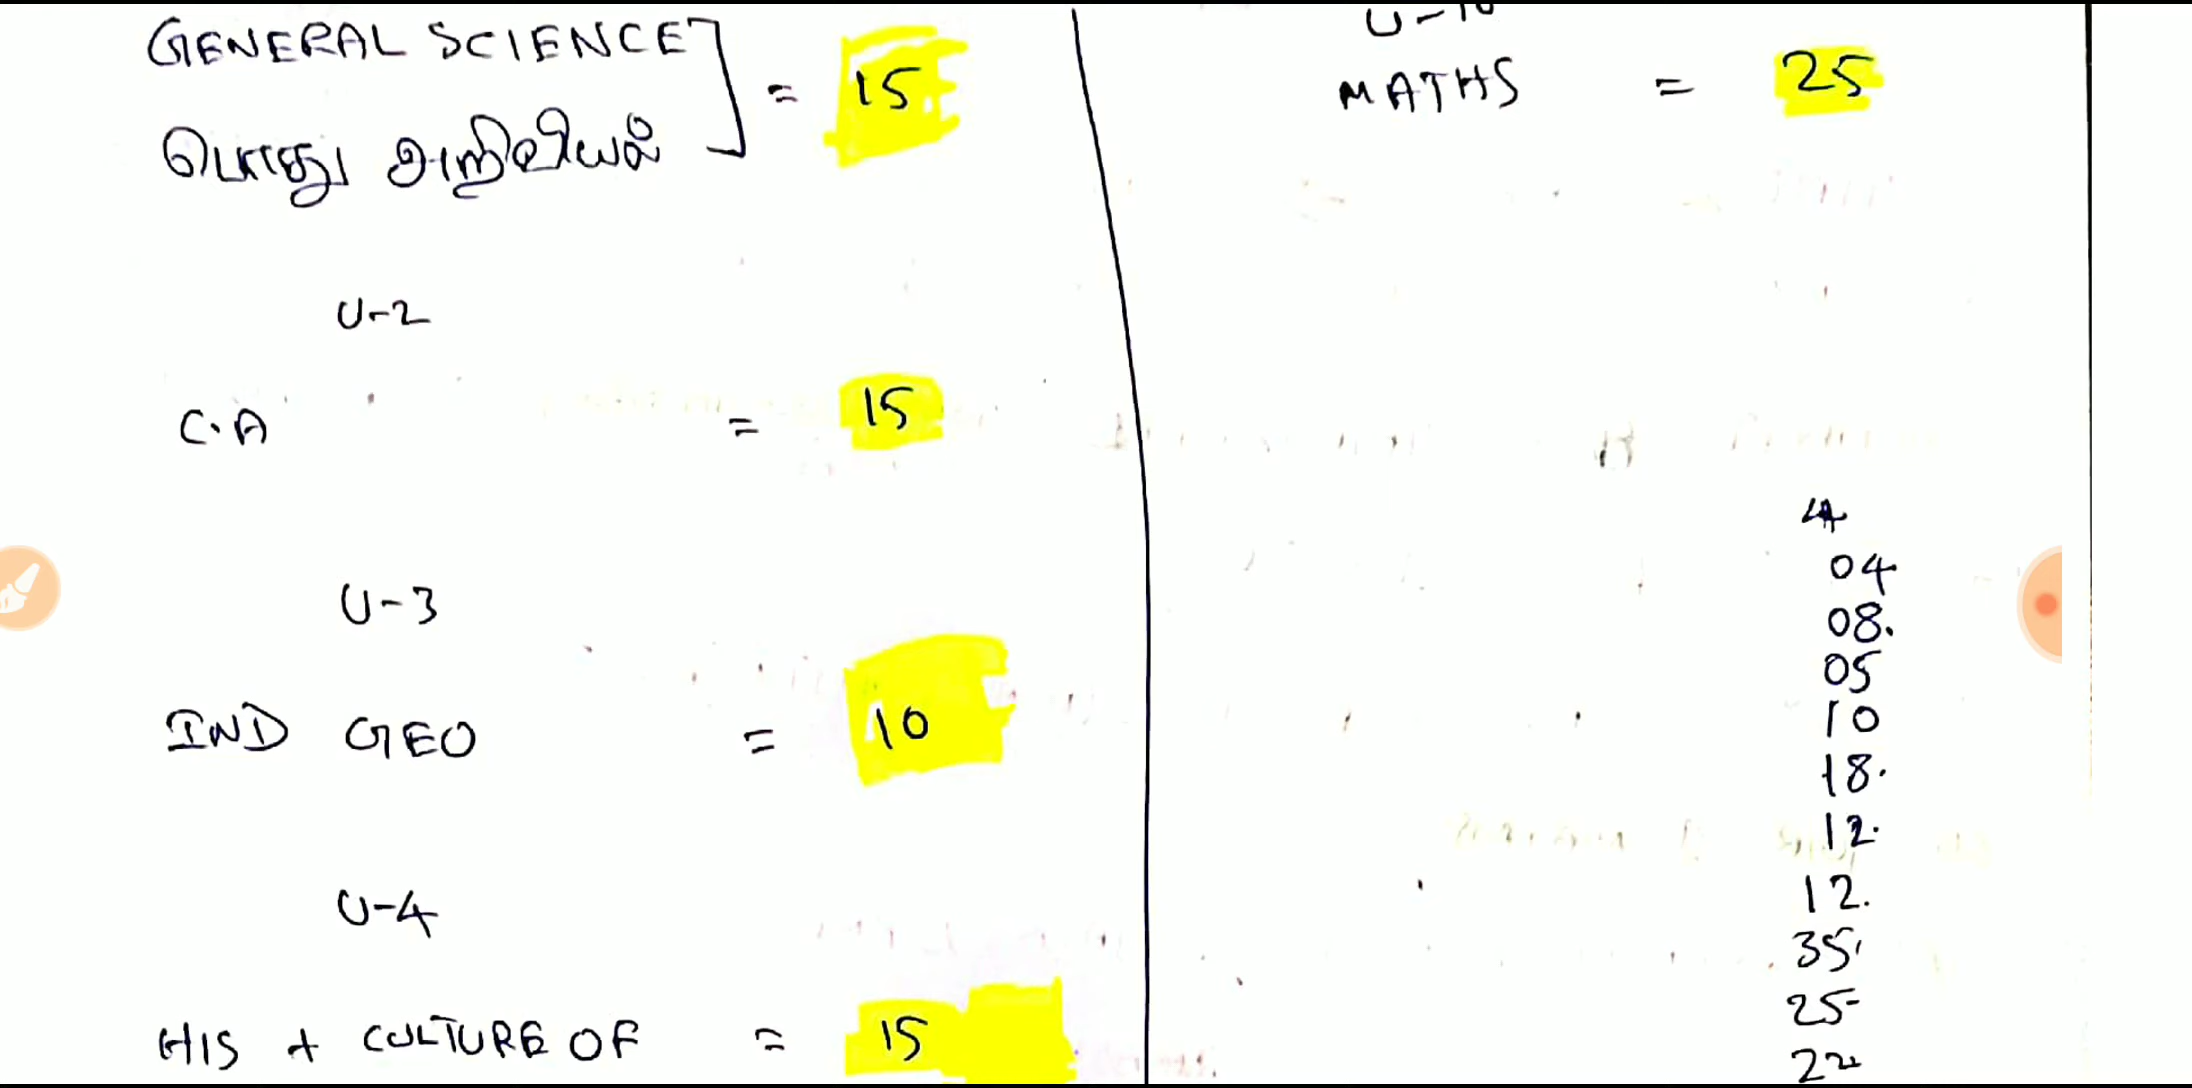 GENERAL SCIENCE] = 15
பொது அறிவியல்
U-2
C.A = 15
U-3
IND GEO = 10
U-4
HIS + CULTURE OF = 15
U-10
MATHS = 25
04
08.
05
10
18.
12.
12.
35
25